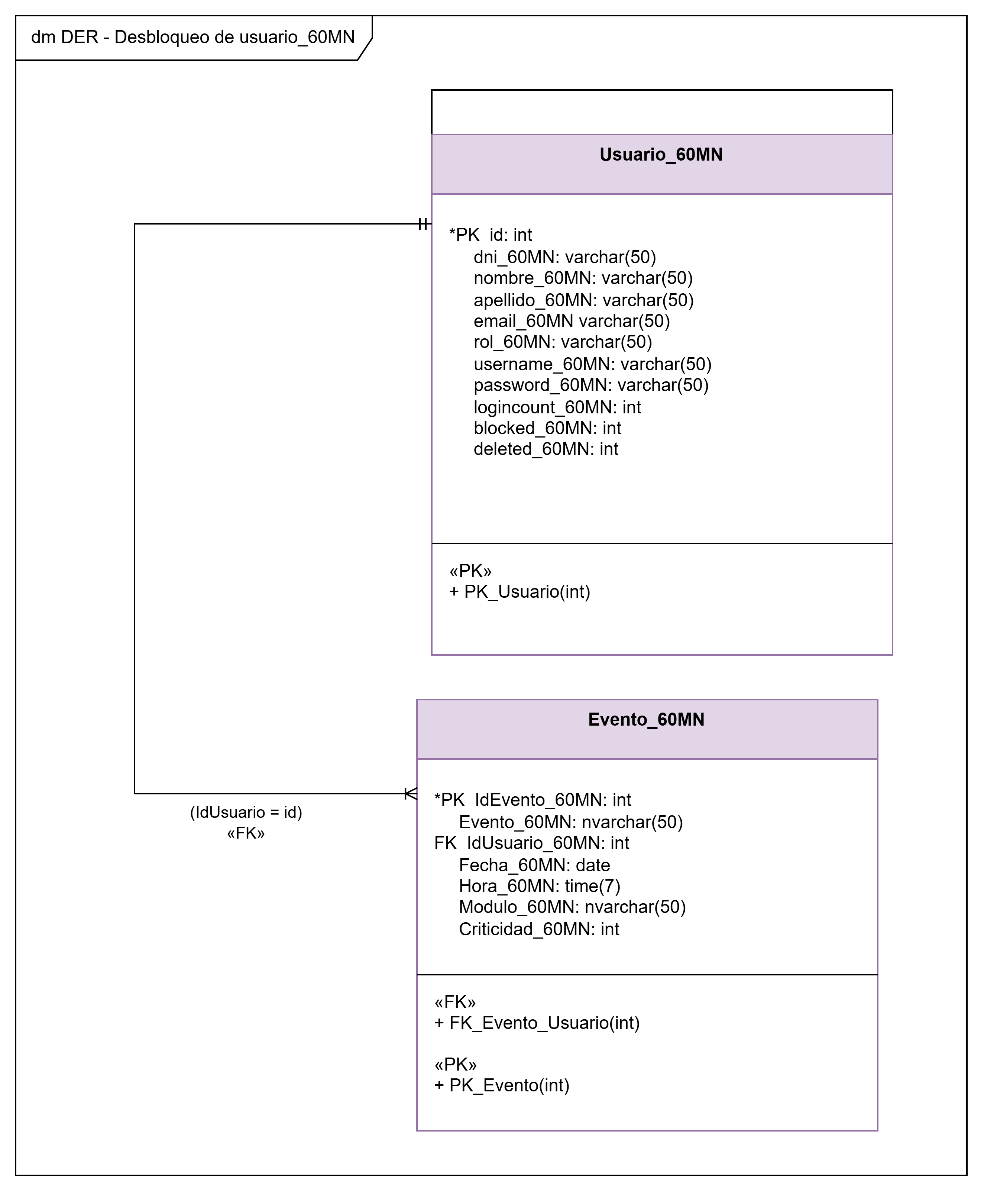 dm DER - Desbloqueo de usuario_60MN
Usuario_60MN
*PK  id: int
dni_60MN: varchar(50)
nombre_60MN: varchar(50)
apellido_60MN: varchar(50)
email_60MN varchar(50)
rol_60MN: varchar(50)
username_60MN: varchar(50)
password_60MN: varchar(50)
logincount_60MN: int
blocked_60MN: int
deleted_60MN: int
«PK»
+ PK_Usuario(int)
(IdUsuario = id)
«FK»
Evento_60MN
*PK  IdEvento_60MN: int
Evento_60MN: nvarchar(50)
FK  IdUsuario_60MN: int
Fecha_60MN: date
Hora_60MN: time(7)
Modulo_60MN: nvarchar(50)
Criticidad_60MN: int
«FK»
+ FK_Evento_Usuario(int)
«PK»
+ PK_Evento(int)